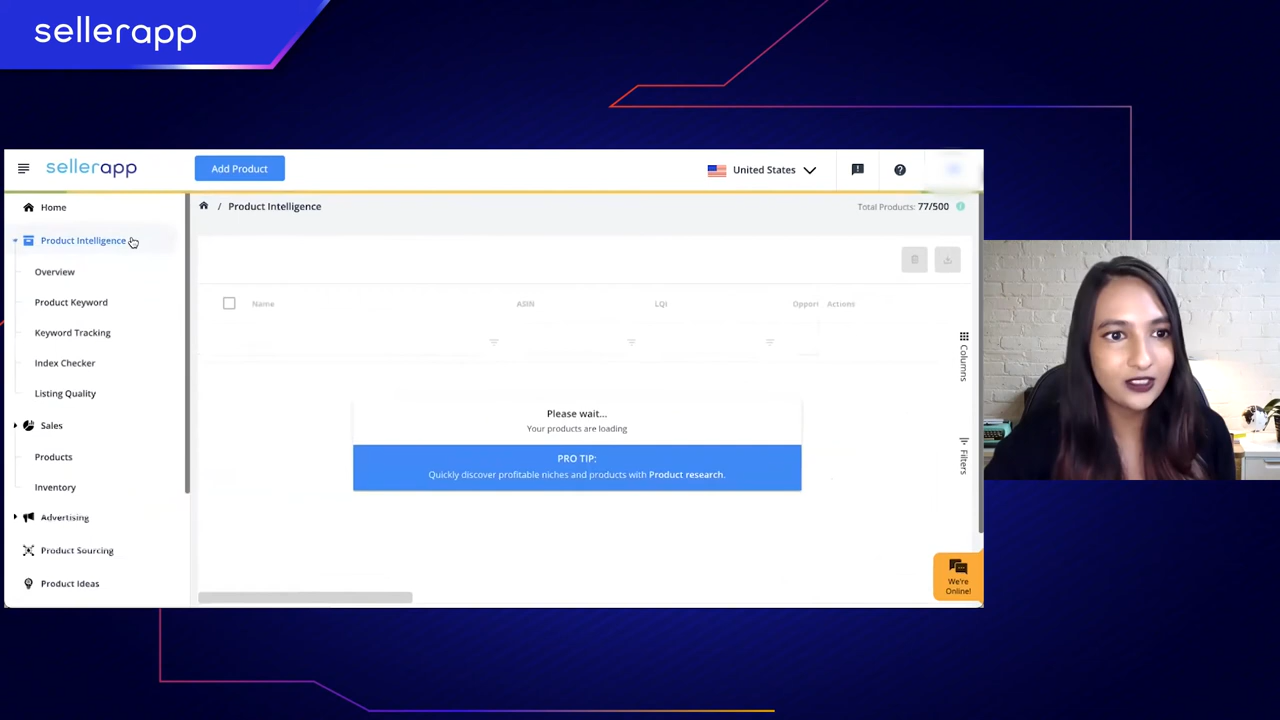 sellerapp
sellerapp
Add Product
United States
Home
Product Intelligence
Overview
Product Keyword
Keyword Tracking
Index Checker
Listing Quality
Sales
Products
Inventory
Advertising
Product Sourcing
Product Ideas
/ Product Intelligence
Total Products: 77/500
Name
ASIN
LQI
Oppori
Actions
Columns
Filters
Please wait...
Your products are loading
PRO TIP:
Quickly discover profitable niches and products with Product research.
We're
Online!